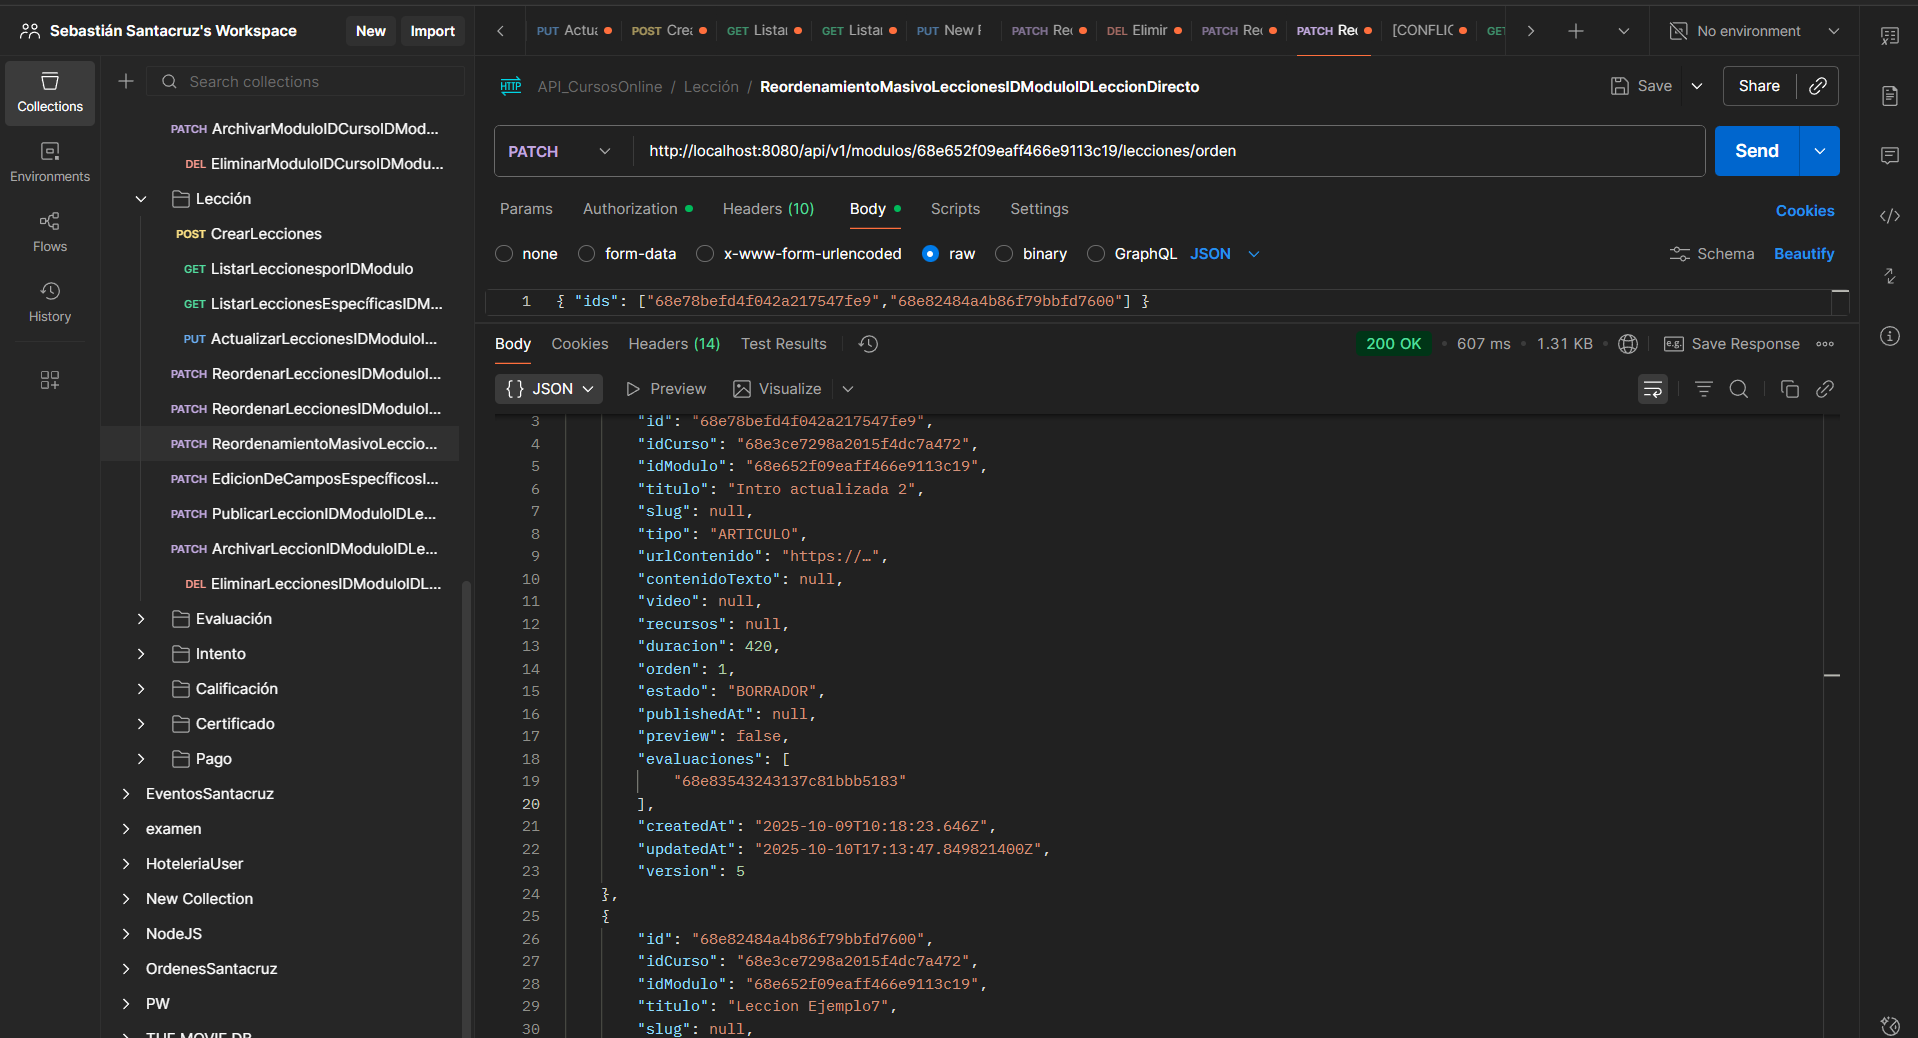 Sebastián Santacruz's Workspace
New
Import
PUT Actua
POST Crea
GET Lista
GET Lista
PUT New F
PATCH Rec
DEL Elimir
PATCH Rec
PATCH Rec
[CONFLIC
GET
No environment
Collections
Environments
Flows
History
Search collections
PATCH ArchivarModuloIDCursoIDMod...
DEL EliminarModuloIDCursoIDModu...
Lección
POST CrearLecciones
GET ListarLeccionesporIDModulo
GET ListarLeccionesEspecíficasIDM...
PUT ActualizarLeccionesIDModuloI...
PATCH ReordenarLeccionesIDModuloI...
PATCH ReordenarLeccionesIDModuloI...
PATCH ReordenamientoMasivoLeccio...
PATCH EdicionDeCamposEspecíficosI...
PATCH PublicarLeccionIDModuloIDLe...
PATCH ArchivarLeccionIDModuloIDLe...
DEL EliminarLeccionesIDModuloIDL...
Evaluación
Intento
Calificación
Certificado
Pago
EventosSantacruz
examen
HoteleriaUser
New Collection
NodeJS
OrdenesSantacruz
PW
THE MOVIE DB
HTTP API_CursosOnline / Lección / ReordenamientoMasivoLeccionesIDModuloIDLeccionDirecto
Save
Share
PATCH
http://localhost:8080/api/v1/modulos/68e652f09eaff466e9113c19/lecciones/orden
Send
Params Authorization Headers (10) Body Scripts Settings
Cookies
none form-data x-www-form-urlencoded raw binary GraphQL JSON
Schema Beautify
1 { "ids": ["68e78befd4f042a217547fe9","68e82484a4b86f79bbfd7600"] }
Body Cookies Headers (14) Test Results
200 OK • 607 ms • 1.31 KB
e.g. Save Response
{} JSON Preview Visualize
3 "id": "68e78befd4f042a217547fe9",
4 "idCurso": "68e3ce7298a2015f4dc7a472",
5 "idModulo": "68e652f09eaff466e9113c19",
6 "titulo": "Intro actualizada 2",
7 "slug": null,
8 "tipo": "ARTICULO",
9 "urlContenido": "https://…",
10 "contenidoTexto": null,
11 "video": null,
12 "recursos": null,
13 "duracion": 420,
14 "orden": 1,
15 "estado": "BORRADOR",
16 "publishedAt": null,
17 "preview": false,
18 "evaluaciones": [
19 "68e83543243137c81bbb5183"
20 ],
21 "createdAt": "2025-10-09T10:18:23.646Z",
22 "updatedAt": "2025-10-10T17:13:47.849821400Z",
23 "version": 5
24 },
25 {
26 "id": "68e82484a4b86f79bbfd7600",
27 "idCurso": "68e3ce7298a2015f4dc7a472",
28 "idModulo": "68e652f09eaff466e9113c19",
29 "titulo": "Leccion Ejemplo7",
30 "slug": null,